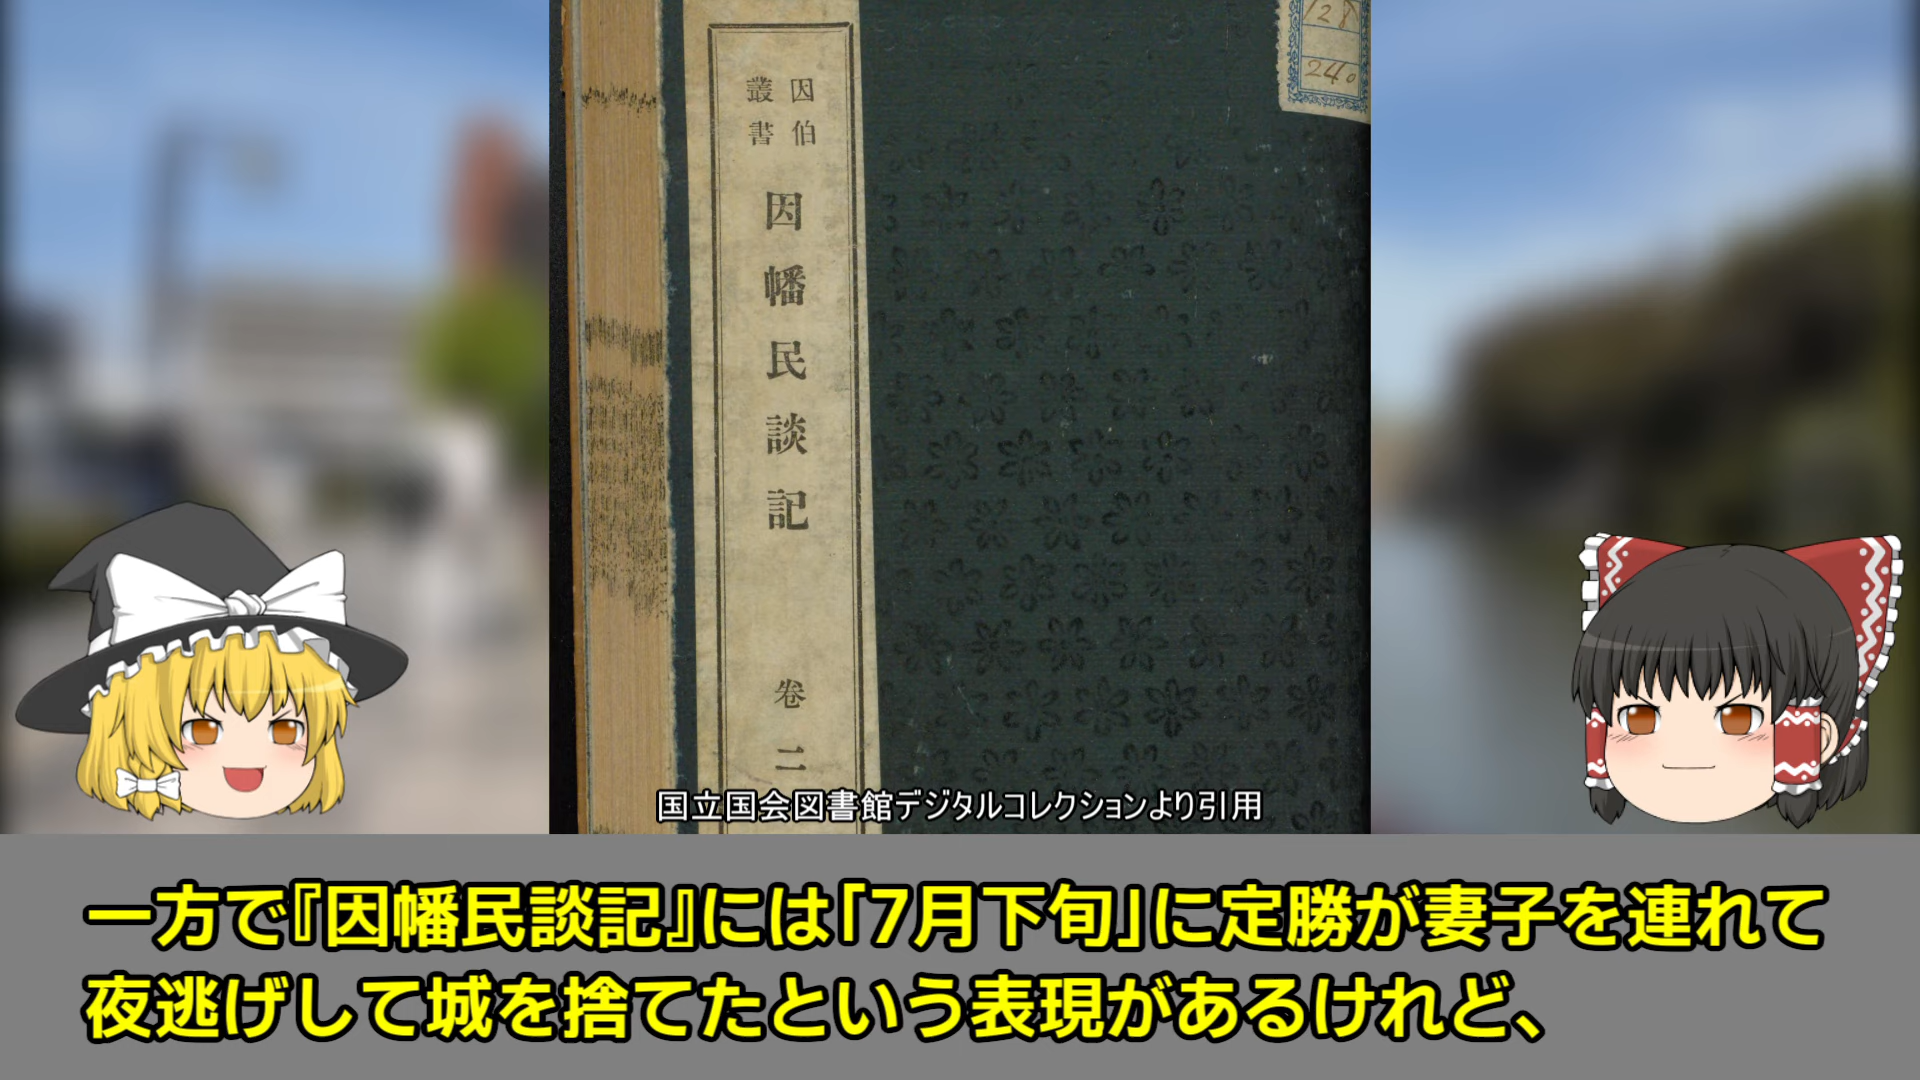 因伯
叢書
因幡民談記
卷二
240
国立国会図書館デジタルコレクションより引用
一方で『因幡民談記』には「7月下旬」に定勝が妻子を連れて
夜逃げして城を捨てたという表現があるけれど、